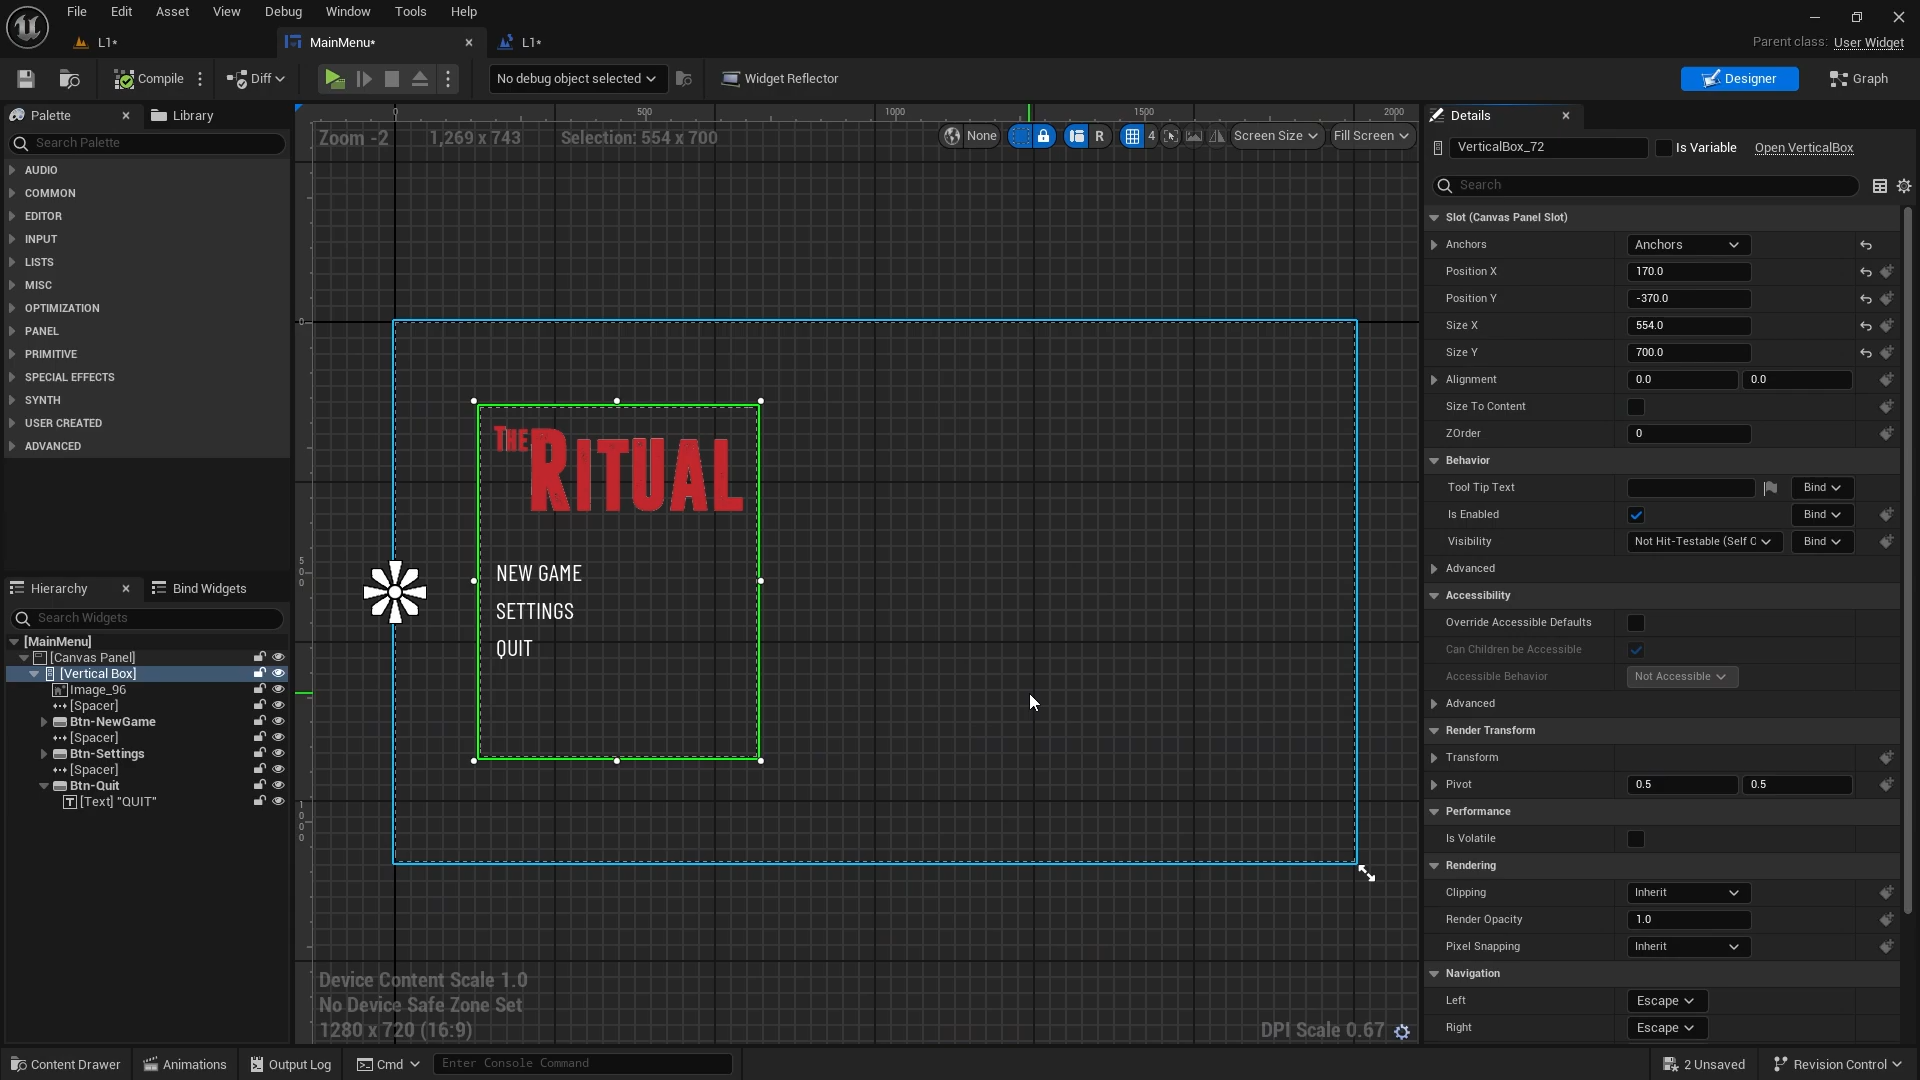 File Edit Asset View Debug Window Tools Help
L1*
MainMenu*
L1*
Parent class: User Widget
Compile
Diff
No debug object selected
Widget Reflector
Designer
Graph
Palette
Library
Search Palette
AUDIO
COMMON
EDITOR
INPUT
LISTS
MISC
OPTIMIZATION
PANEL
PRIMITIVE
SPECIAL EFFECTS
SYNTH
USER CREATED
ADVANCED
Hierarchy
Bind Widgets
Search Widgets
[MainMenu]
[Canvas Panel]
[Vertical Box]
Image_96
[Spacer]
Btn-NewGame
[Spacer]
Btn-Settings
[Spacer]
Btn-Quit
[Text] "QUIT"
0 500 1000 1500 2000
Zoom -2
1,269 x 743
Selection: 554 x 700
None
R
4
Screen Size
Fill Screen
0
500
1000
THE RITUAL
NEW GAME
SETTINGS
QUIT
Device Content Scale 1.0
No Device Safe Zone Set
1280 x 720 (16:9)
DPI Scale 0.67
Details
VerticalBox_72
Is Variable
Open VerticalBox
Search
Slot (Canvas Panel Slot)
Anchors Anchors
Position X 170.0
Position Y -370.0
Size X 554.0
Size Y 700.0
Alignment 0.0 0.0
Size To Content
ZOrder 0
Behavior
Tool Tip Text Bind
Is Enabled Bind
Visibility Not Hit-Testable (Self O Bind
Advanced
Accessibility
Override Accessible Defaults
Can Children be Accessible
Accessible Behavior Not Accessible
Advanced
Render Transform
Transform
Pivot 0.5 0.5
Performance
Is Volatile
Rendering
Clipping Inherit
Render Opacity 1.0
Pixel Snapping Inherit
Navigation
Left Escape
Right Escape
Content Drawer
Animations
Output Log
Cmd
Enter Console Command
2 Unsaved
Revision Control